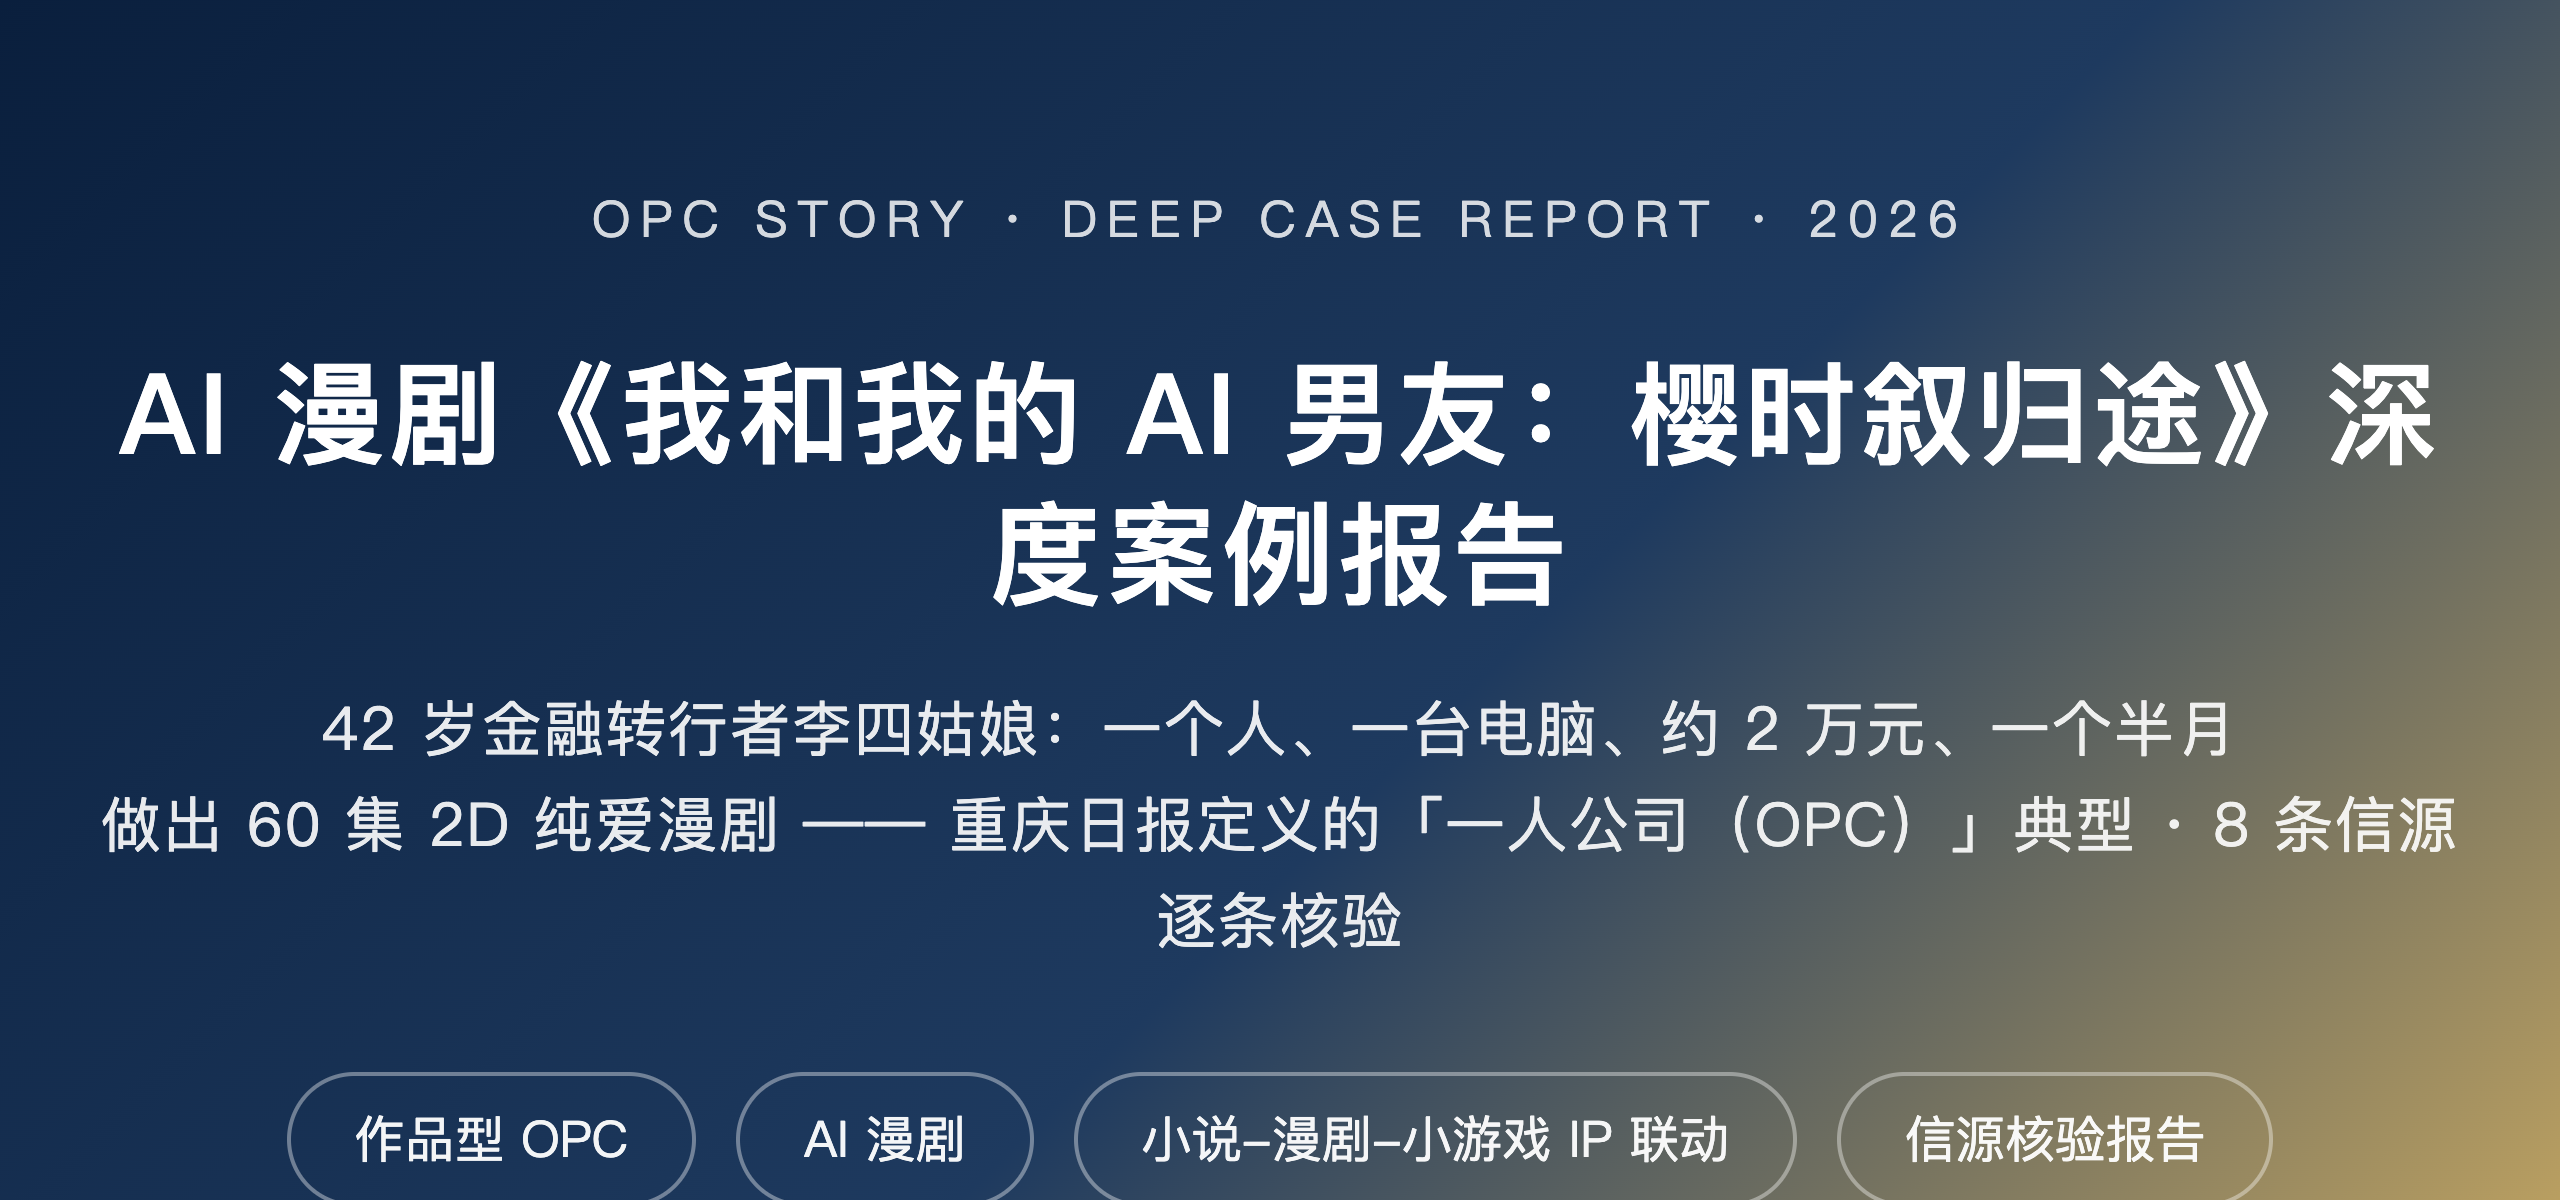 OPC STORY · DEEP CASE REPORT · 2026
AI 漫剧《我和我的 AI 男友：樱时叙归途》深
度案例报告
42 岁金融转行者李四姑娘：一个人、一台电脑、约 2 万元、一个半月
做出 60 集 2D 纯爱漫剧 —— 重庆日报定义的「一人公司（OPC）」典型 · 8 条信源
逐条核验
作品型 OPC
AI 漫剧
小说–漫剧–小游戏 IP 联动
信源核验报告